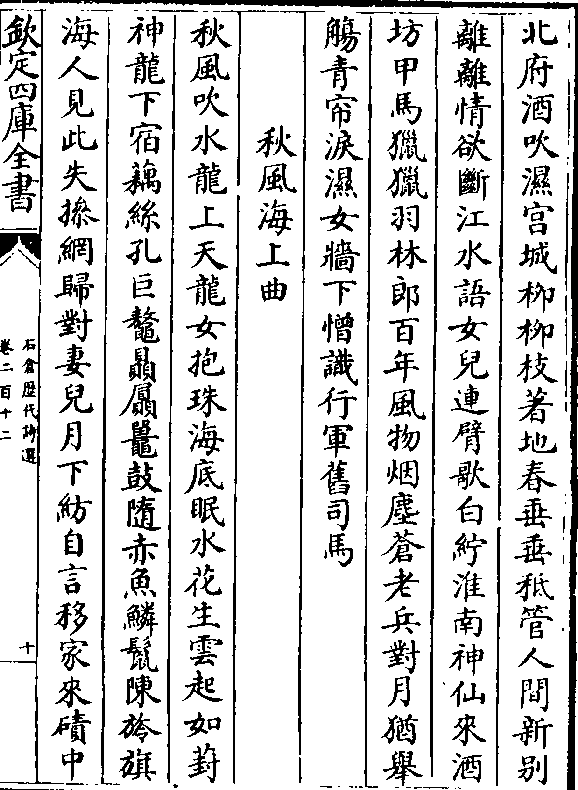 北府酒吹濕宫城栁栁枝著地春垂垂秪管人間新别
離離情欲斷江水語女兒連臂歌白紵淮南神仙來酒
坊甲馬獵獵羽林郎百年風物烟塵蒼老兵對月猶舉
觴青帘淚濕女牆下憎識行軍舊司馬
秋風海上曲
秋風吹水龍上天龍女抱珠海底眠水花生雲起如葑
神龍下宿藕絲孔巨鼇贔屭鼉鼓隨赤魚鱗鬛陳旍旗
海人見此失摻網歸對妻兒月下紡自言移家來磧中
欽定四庫全書
石倉歴代詩選
卷二百十二
十